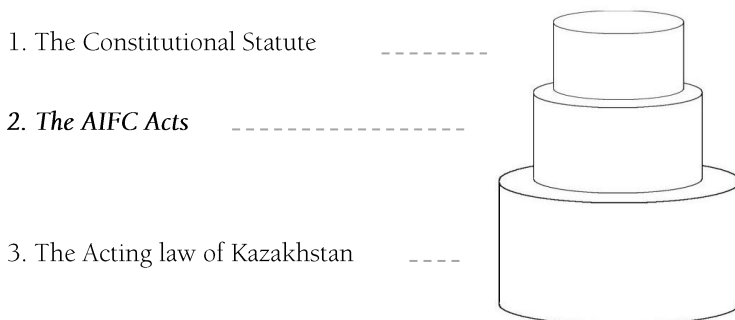 1. The Constitutional Statute
2. The AIFC Acts
3. The Acting law of Kazakhstan